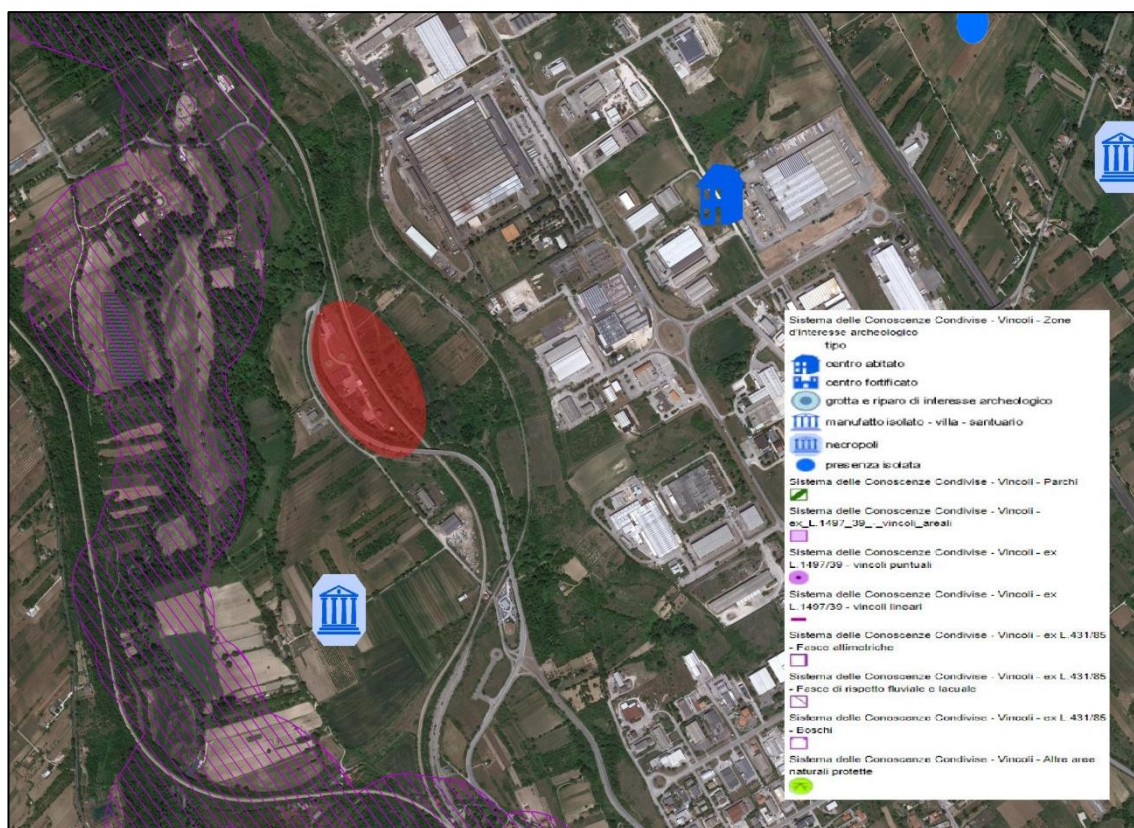 Sistema delle Conoscenze Condivise - Vincoli - Zone
d'interesse archeologico
tipo
centro abitato
centro fortificato
grotta e riparo di interesse archeologico
manufatto isolato - villa - santuario
necropoli
presenza isolata
Sistema delle Conoscenze Condivise - Vincoli - Parchi
Sistema delle Conoscenze Condivise - Vincoli -
ex_L.1497_39_-_vincoli_areali
Sistema delle Conoscenze Condivise - Vincoli - ex
L.1497/39 - vincoli puntuali
Sistema delle Conoscenze Condivise - Vincoli - ex
L.1497/39 - vincoli lineari
Sistema delle Conoscenze Condivise - Vincoli - ex L.431/85
- Fasce altimetriche
Sistema delle Conoscenze Condivise - Vincoli - ex L.431/85
- Fasce di rispetto fluviale e lacuale
Sistema delle Conoscenze Condivise - Vincoli - ex L.431/85
- Boschi
Sistema delle Conoscenze Condivise - Vincoli - Altre aree
naturali protette